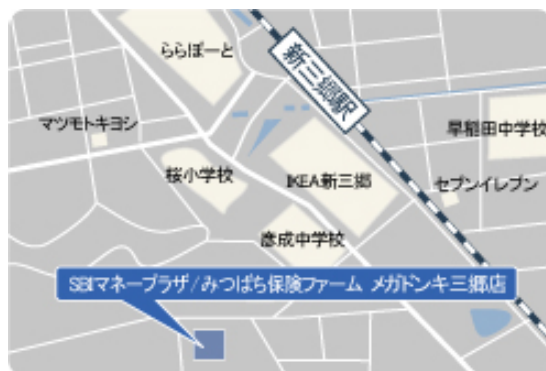 ららぽーと
新三郷駅
マツモトキヨシ
早稲田中学校
桜小学校
IKEA新三郷
セブンイレブン
彦成中学校
SBIマネープラザ/みつばち保険ファーム メガドンキ三郷店